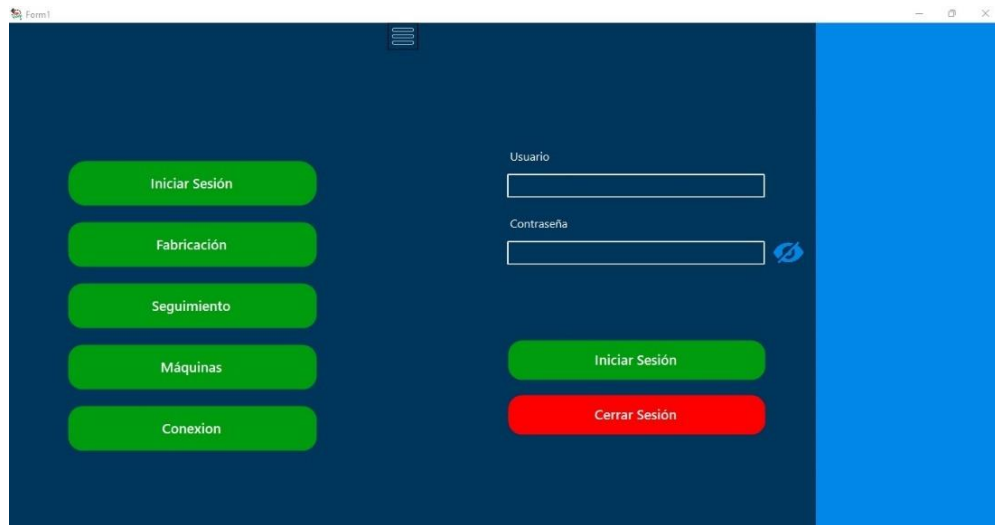 Form1
Iniciar Sesión
Fabricación
Seguimiento
Máquinas
Conexion
Usuario
Contraseña
Iniciar Sesión
Cerrar Sesión